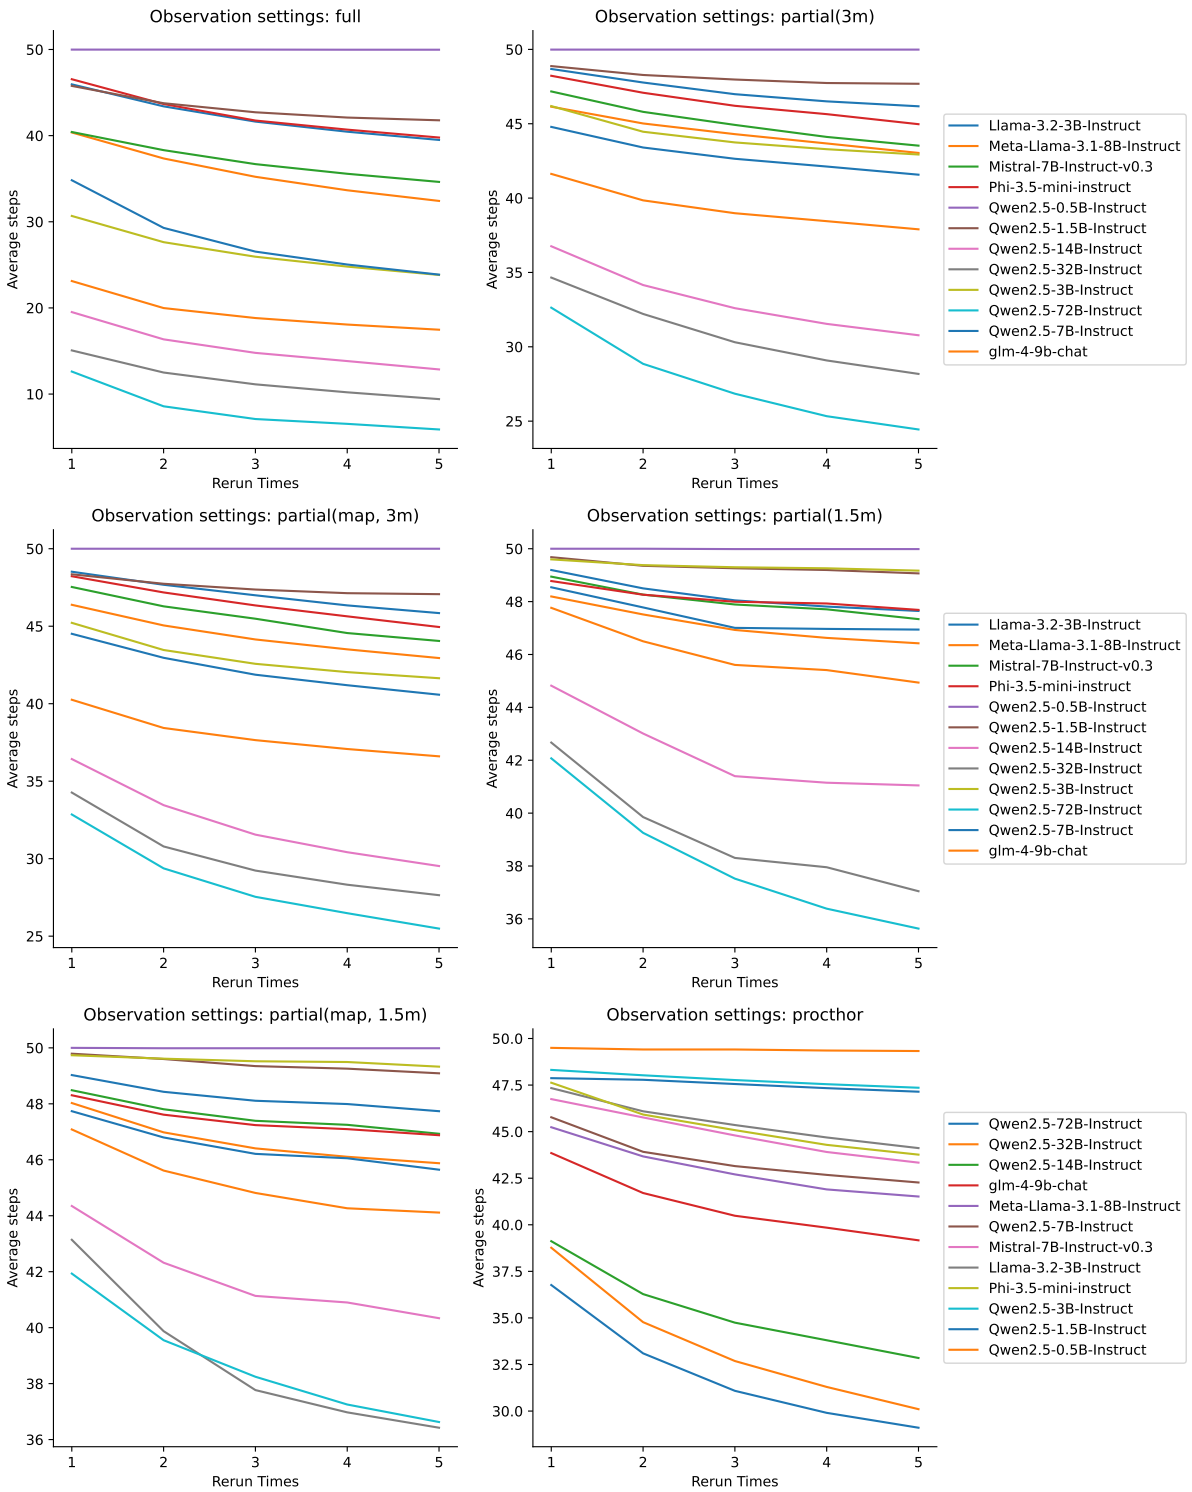 Observation settings: full
Average steps
50
40
30
20
10
1 2 3 4 5
Rerun Times
Observation settings: partial(3m)
Average steps
50
45
40
35
30
25
1 2 3 4 5
Rerun Times
Llama-3.2-3B-Instruct
Meta-Llama-3.1-8B-Instruct
Mistral-7B-Instruct-v0.3
Phi-3.5-mini-instruct
Qwen2.5-0.5B-Instruct
Qwen2.5-1.5B-Instruct
Qwen2.5-14B-Instruct
Qwen2.5-32B-Instruct
Qwen2.5-3B-Instruct
Qwen2.5-72B-Instruct
Qwen2.5-7B-Instruct
glm-4-9b-chat
Observation settings: partial(map, 3m)
Average steps
50
45
40
35
30
25
1 2 3 4 5
Rerun Times
Observation settings: partial(1.5m)
Average steps
50
48
46
44
42
40
38
36
1 2 3 4 5
Rerun Times
Llama-3.2-3B-Instruct
Meta-Llama-3.1-8B-Instruct
Mistral-7B-Instruct-v0.3
Phi-3.5-mini-instruct
Qwen2.5-0.5B-Instruct
Qwen2.5-1.5B-Instruct
Qwen2.5-14B-Instruct
Qwen2.5-32B-Instruct
Qwen2.5-3B-Instruct
Qwen2.5-72B-Instruct
Qwen2.5-7B-Instruct
glm-4-9b-chat
Observation settings: partial(map, 1.5m)
Average steps
50
48
46
44
42
40
38
36
1 2 3 4 5
Rerun Times
Observation settings: procthor
Average steps
50.0
47.5
45.0
42.5
40.0
37.5
35.0
32.5
30.0
1 2 3 4 5
Rerun Times
Qwen2.5-72B-Instruct
Qwen2.5-32B-Instruct
Qwen2.5-14B-Instruct
glm-4-9b-chat
Meta-Llama-3.1-8B-Instruct
Qwen2.5-7B-Instruct
Mistral-7B-Instruct-v0.3
Llama-3.2-3B-Instruct
Phi-3.5-mini-instruct
Qwen2.5-3B-Instruct
Qwen2.5-1.5B-Instruct
Qwen2.5-0.5B-Instruct